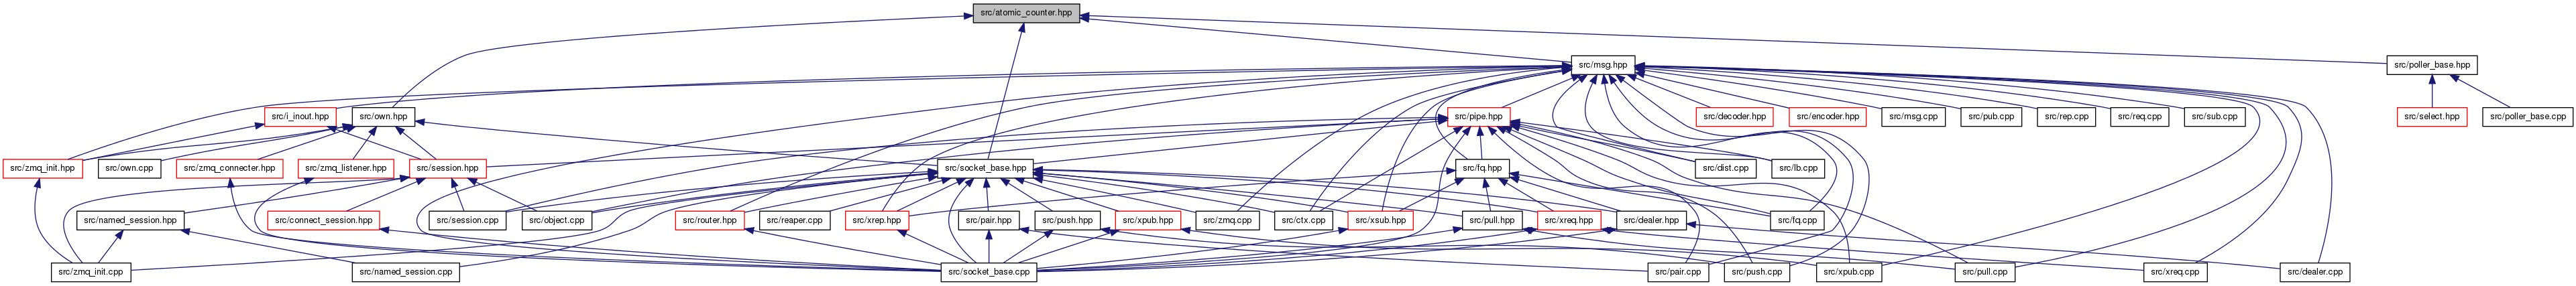 src/atomic_counter.hpp
src/msg.hpp
src/poller_base.hpp
src/i_inout.hpp
src/own.hpp
src/pipe.hpp
src/decoder.hpp
src/encoder.hpp
src/msg.cpp
src/pub.cpp
src/rep.cpp
src/req.cpp
src/sub.cpp
src/select.hpp
src/poller_base.cpp
src/zmq_init.hpp
src/own.cpp
src/zmq_connecter.hpp
src/zmq_listener.hpp
src/session.hpp
src/socket_base.hpp
src/fq.hpp
src/dist.cpp
src/lb.cpp
src/named_session.hpp
src/connect_session.hpp
src/session.cpp
src/object.cpp
src/router.hpp
src/reaper.cpp
src/xrep.hpp
src/pair.hpp
src/push.hpp
src/xpub.hpp
src/zmq.cpp
src/ctx.cpp
src/xsub.hpp
src/pull.hpp
src/xreq.hpp
src/dealer.hpp
src/fq.cpp
src/zmq_init.cpp
src/named_session.cpp
src/socket_base.cpp
src/pair.cpp
src/push.cpp
src/xpub.cpp
src/pull.cpp
src/xreq.cpp
src/dealer.cpp